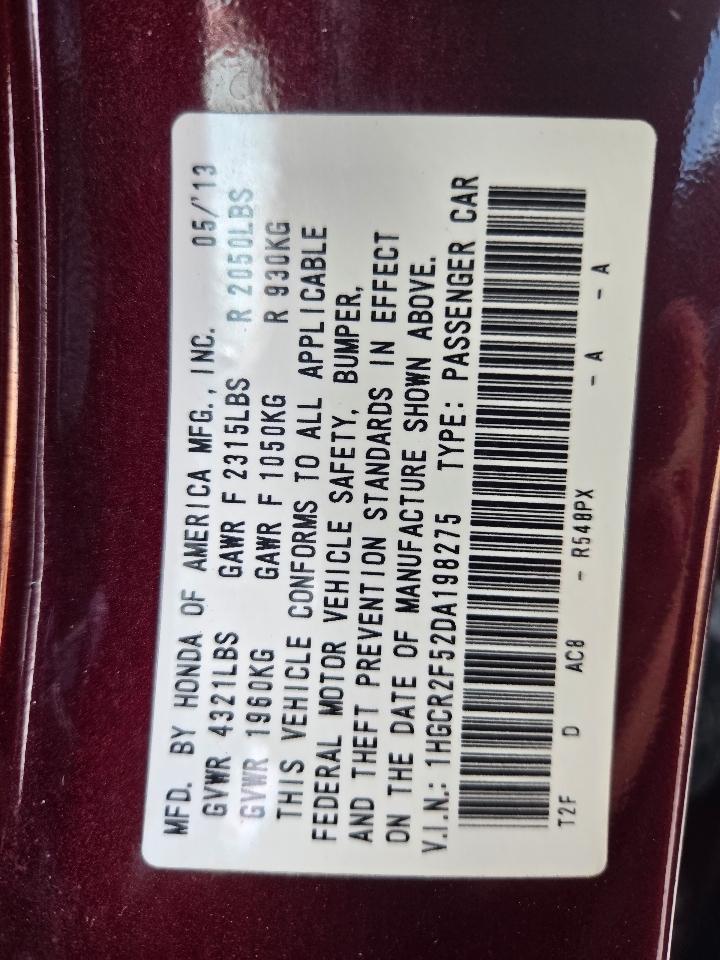 MFD. BY HONDA OF AMERICA MFG., INC. 05/'13
GVWR 4321LBS GAWR F 2315LBS R 2050LBS
GVWR 1960KG GAWR F 1050KG R 930KG
THIS VEHICLE CONFORMS TO ALL APPLICABLE
FEDERAL MOTOR VEHICLE SAFETY, BUMPER,
AND THEFT PREVENTION STANDARDS IN EFFECT
ON THE DATE OF MANUFACTURE SHOWN ABOVE.
V.I.N.: 1HGCR2F52DA198275 TYPE: PASSENGER CAR
T2F D AC8 - R548PX - A - A